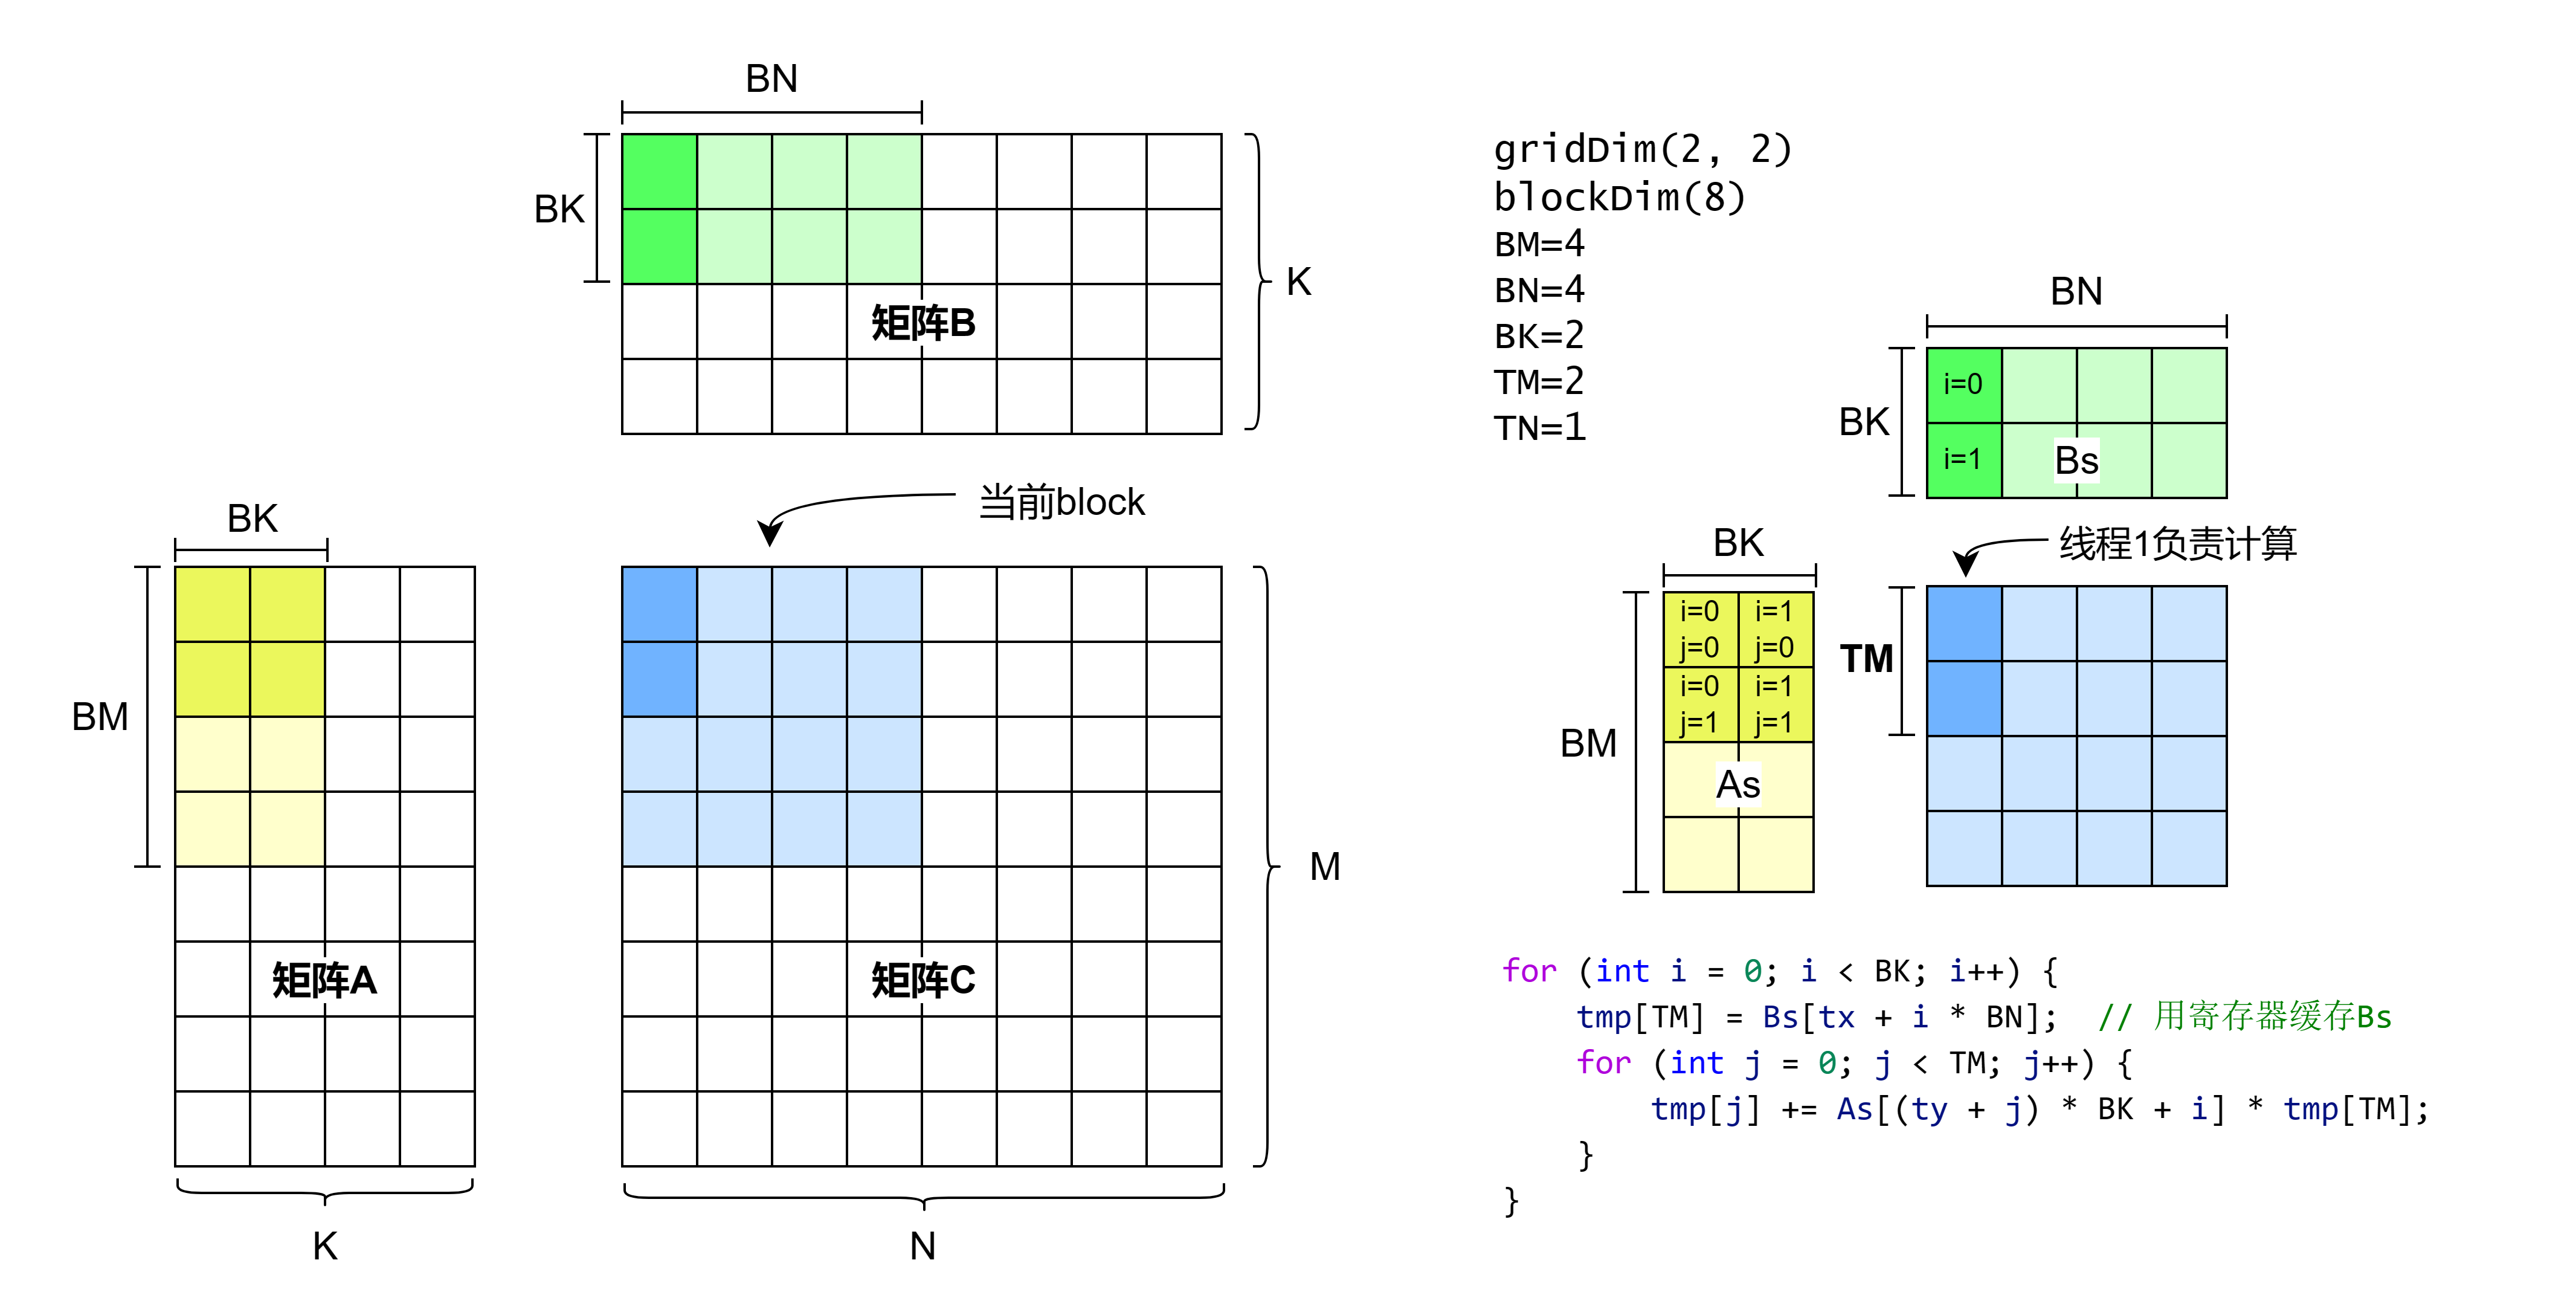 BN
BK
K
矩阵B
当前block
BK
BM
M
矩阵A
矩阵C
K
N
gridDim(2, 2)
blockDim(8)
BM=4
BN=4
BK=2
TM=2
TN=1
BN
BK
i=0
i=1
Bs
BK
线程1负责计算
BM
i=0
j=0
i=1
j=0
i=0
j=1
i=1
j=1
As
TM
for (int i = 0; i < BK; i++) {
    tmp[TM] = Bs[tx + i * BN];  // 用寄存器缓存Bs
    for (int j = 0; j < TM; j++) {
        tmp[j] += As[(ty + j) * BK + i] * tmp[TM];
    }
}